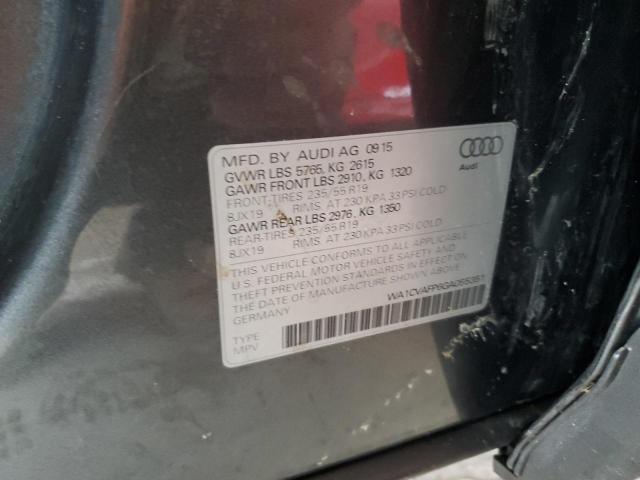 MFD. BY AUDI AG 09 15
GVWR LBS 5765, KG 2615
GAWR FRONT LBS 2910, KG 1320
FRONT-TIRES 235/55 R19
8JX19 RIMS. AT 230 KPA 33 PSI COLD
GAWR REAR LBS 2976, KG 1350
REAR-TIRES 235/55 R19
8JX19 RIMS. AT 230 KPA 33 PSI COLD
THIS VEHICLE CONFORMS TO ALL APPLICABLE
U.S. FEDERAL MOTOR VEHICLE SAFETY AND
THEFT PREVENTION STANDARDS IN EFFECT ON
THE DATE OF MANUFACTURE SHOWN ABOVE.
GERMANY WA1CVAFP6GA055351
TYPE
MPV
Audi